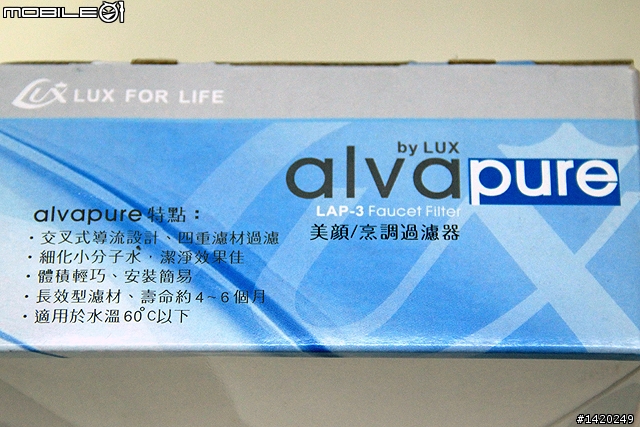 MOBILE01
LUX LUX FOR LIFE
by LUX
alvapure
LAP-3 Faucet Filter
美顔/烹調過濾器
alvapure特點：
・交叉式導流設計、四重濾材過濾
・細化小分子水，潔淨效果佳
・體積輕巧、安裝簡易
・長效型濾材、壽命約4~6個月
・適用於水溫60℃以下
#1420249